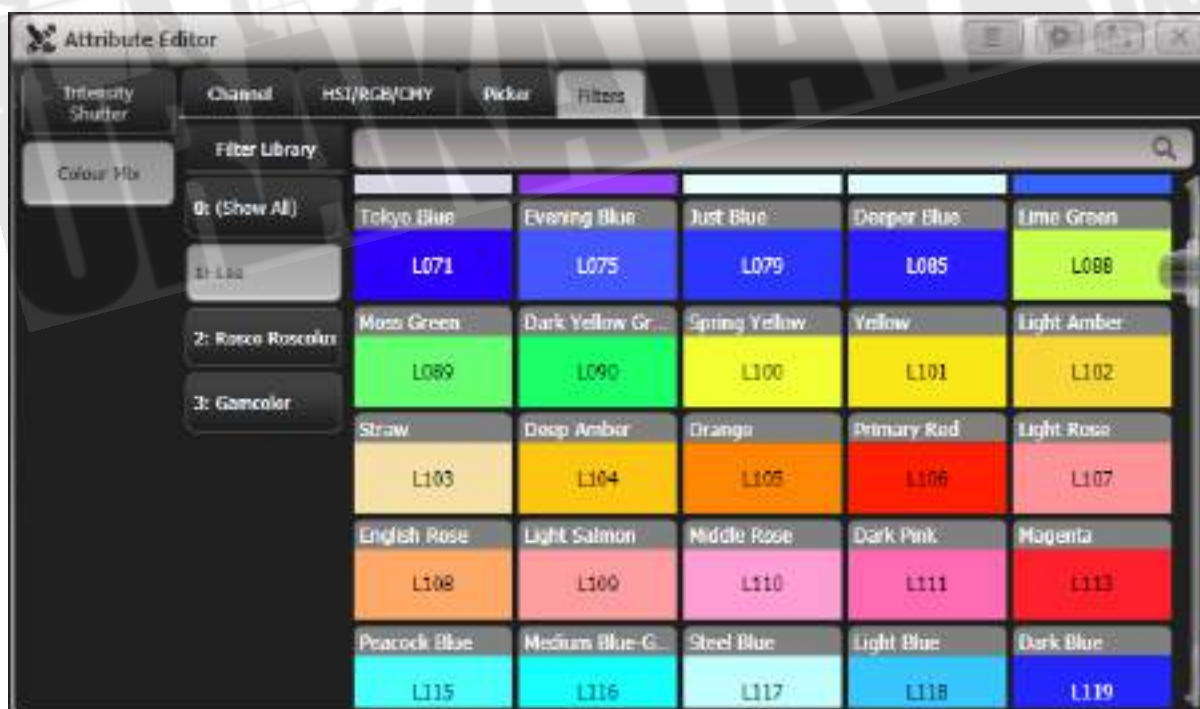 Attribute Editor
Intensity
Shutter
Colour Mix
Channel HSI/RGB/CMY Picker Filters
Filter Library
0: (Show All)
1: Lee
2: Rosco Roscolux
3: Gamcolor
Tokyo Blue Evening Blue Just Blue Deeper Blue Lime Green
L071 L075 L079 L085 L088
Moss Green Dark Yellow Gr... Spring Yellow Yellow Light Amber
L089 L090 L100 L101 L102
Straw Deep Amber Orange Primary Red Light Rose
L103 L104 L105 L106 L107
English Rose Light Salmon Middle Rose Dark Pink Magenta
L108 L109 L110 L111 L113
Peacock Blue Medium Blue-G... Steel Blue Light Blue Dark Blue
L115 L116 L117 L118 L119